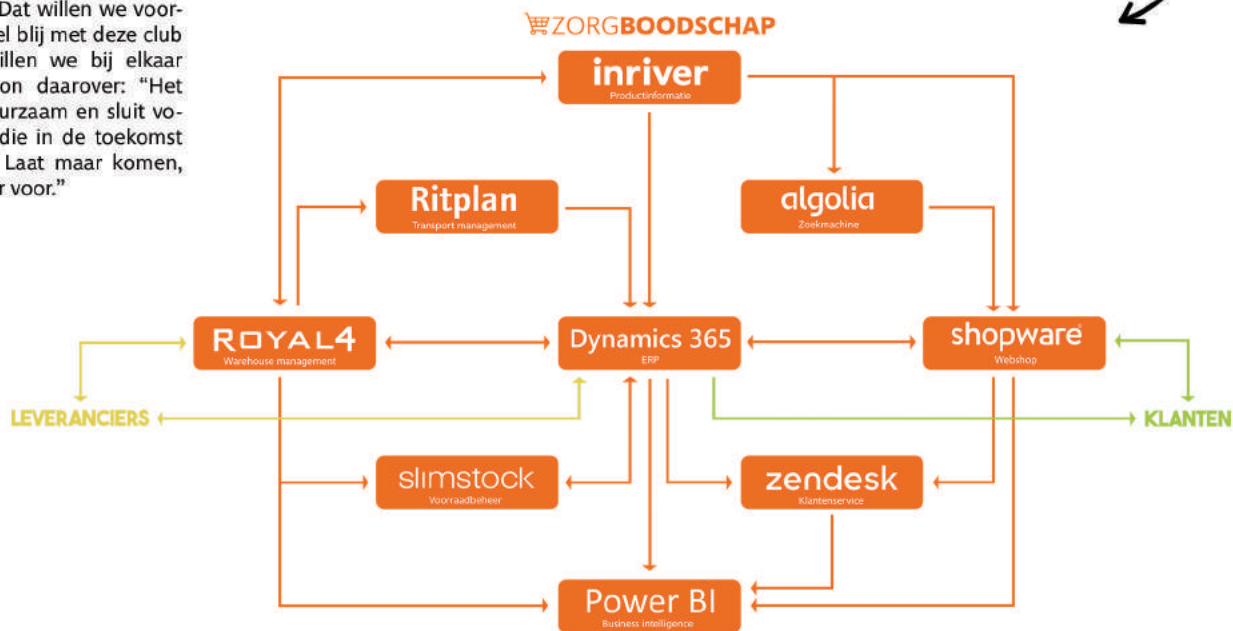 Dat willen we voor-
el blij met deze club
illen we bij elkaar
on daarover: “Het
urzaam en sluit vo-
die in de toekomst
Laat maar komen,
r voor.”
ZORGBOODSCHAP
inriver
Productinformatie
Ritplan
Transport management
algolia
Zoekmachine
ROYAL4
Warehouse management
Dynamics 365
ERP
shopware
Webshop
LEVERANCIERS
KLANTEN
slimstock
Voorraadbeheer
zendesk
Klantenservice
Power BI
Business intelligence